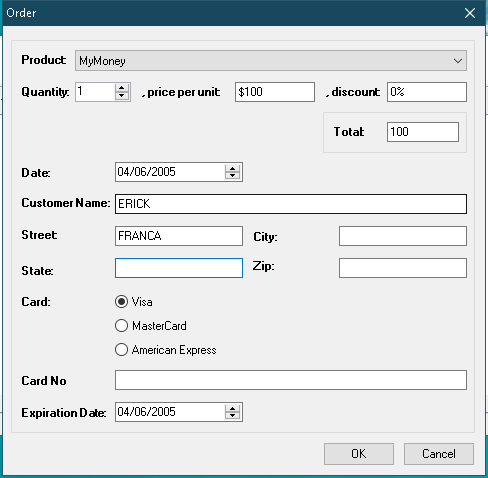 Order
Product: MyMoney
Quantity: 1 , price per unit: $100 , discount: 0%
Total: 100
Date: 04/06/2005
Customer Name: ERICK
Street: FRANCA City:
State: Zip:
Card: Visa
MasterCard
American Express
Card No
Expiration Date: 04/06/2005
OK Cancel